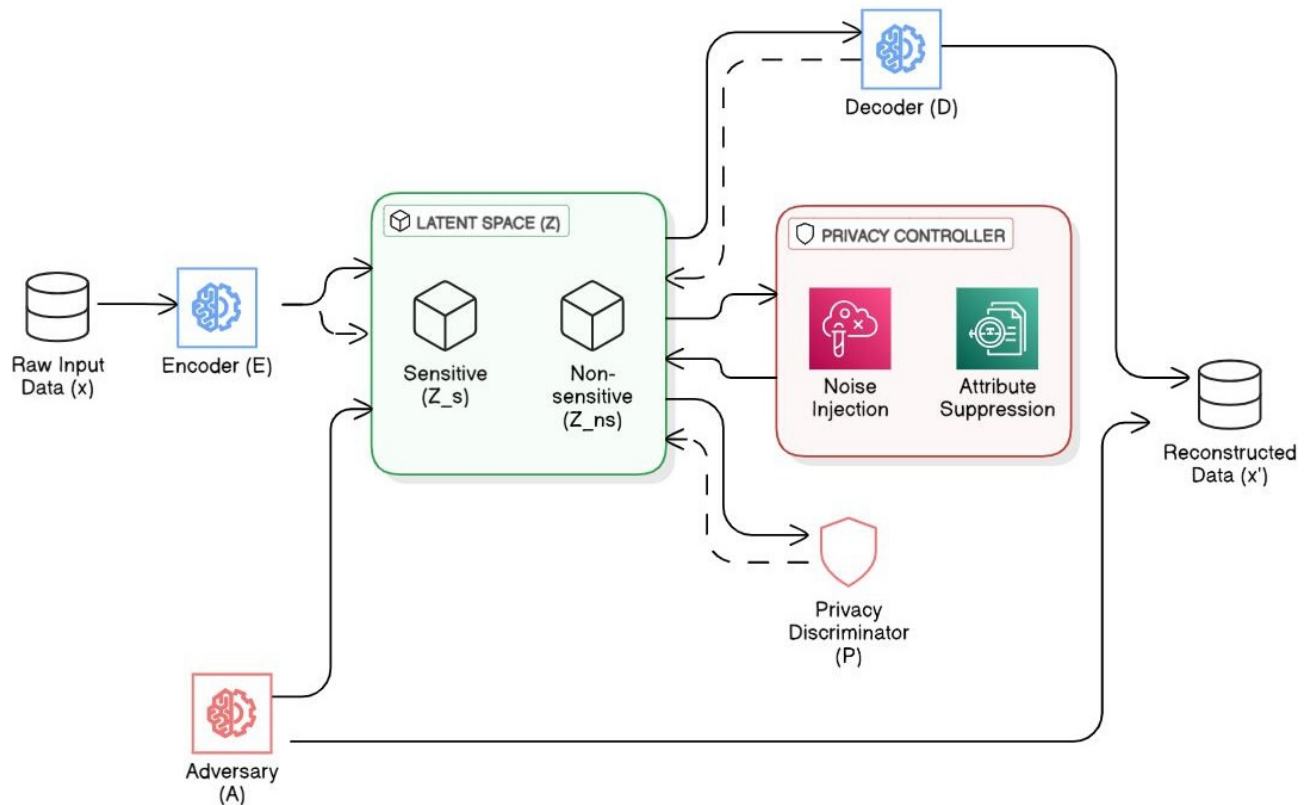 Decoder (D)
LATENT SPACE (Z)
PRIVACY CONTROLLER
Raw Input
Data (x)
Encoder (E)
Sensitive
(Z_s)
Non-
sensitive
(Z_ns)
Noise
Injection
Attribute
Suppression
Reconstructed
Data (x')
Privacy
Discriminator
(P)
Adversary
(A)